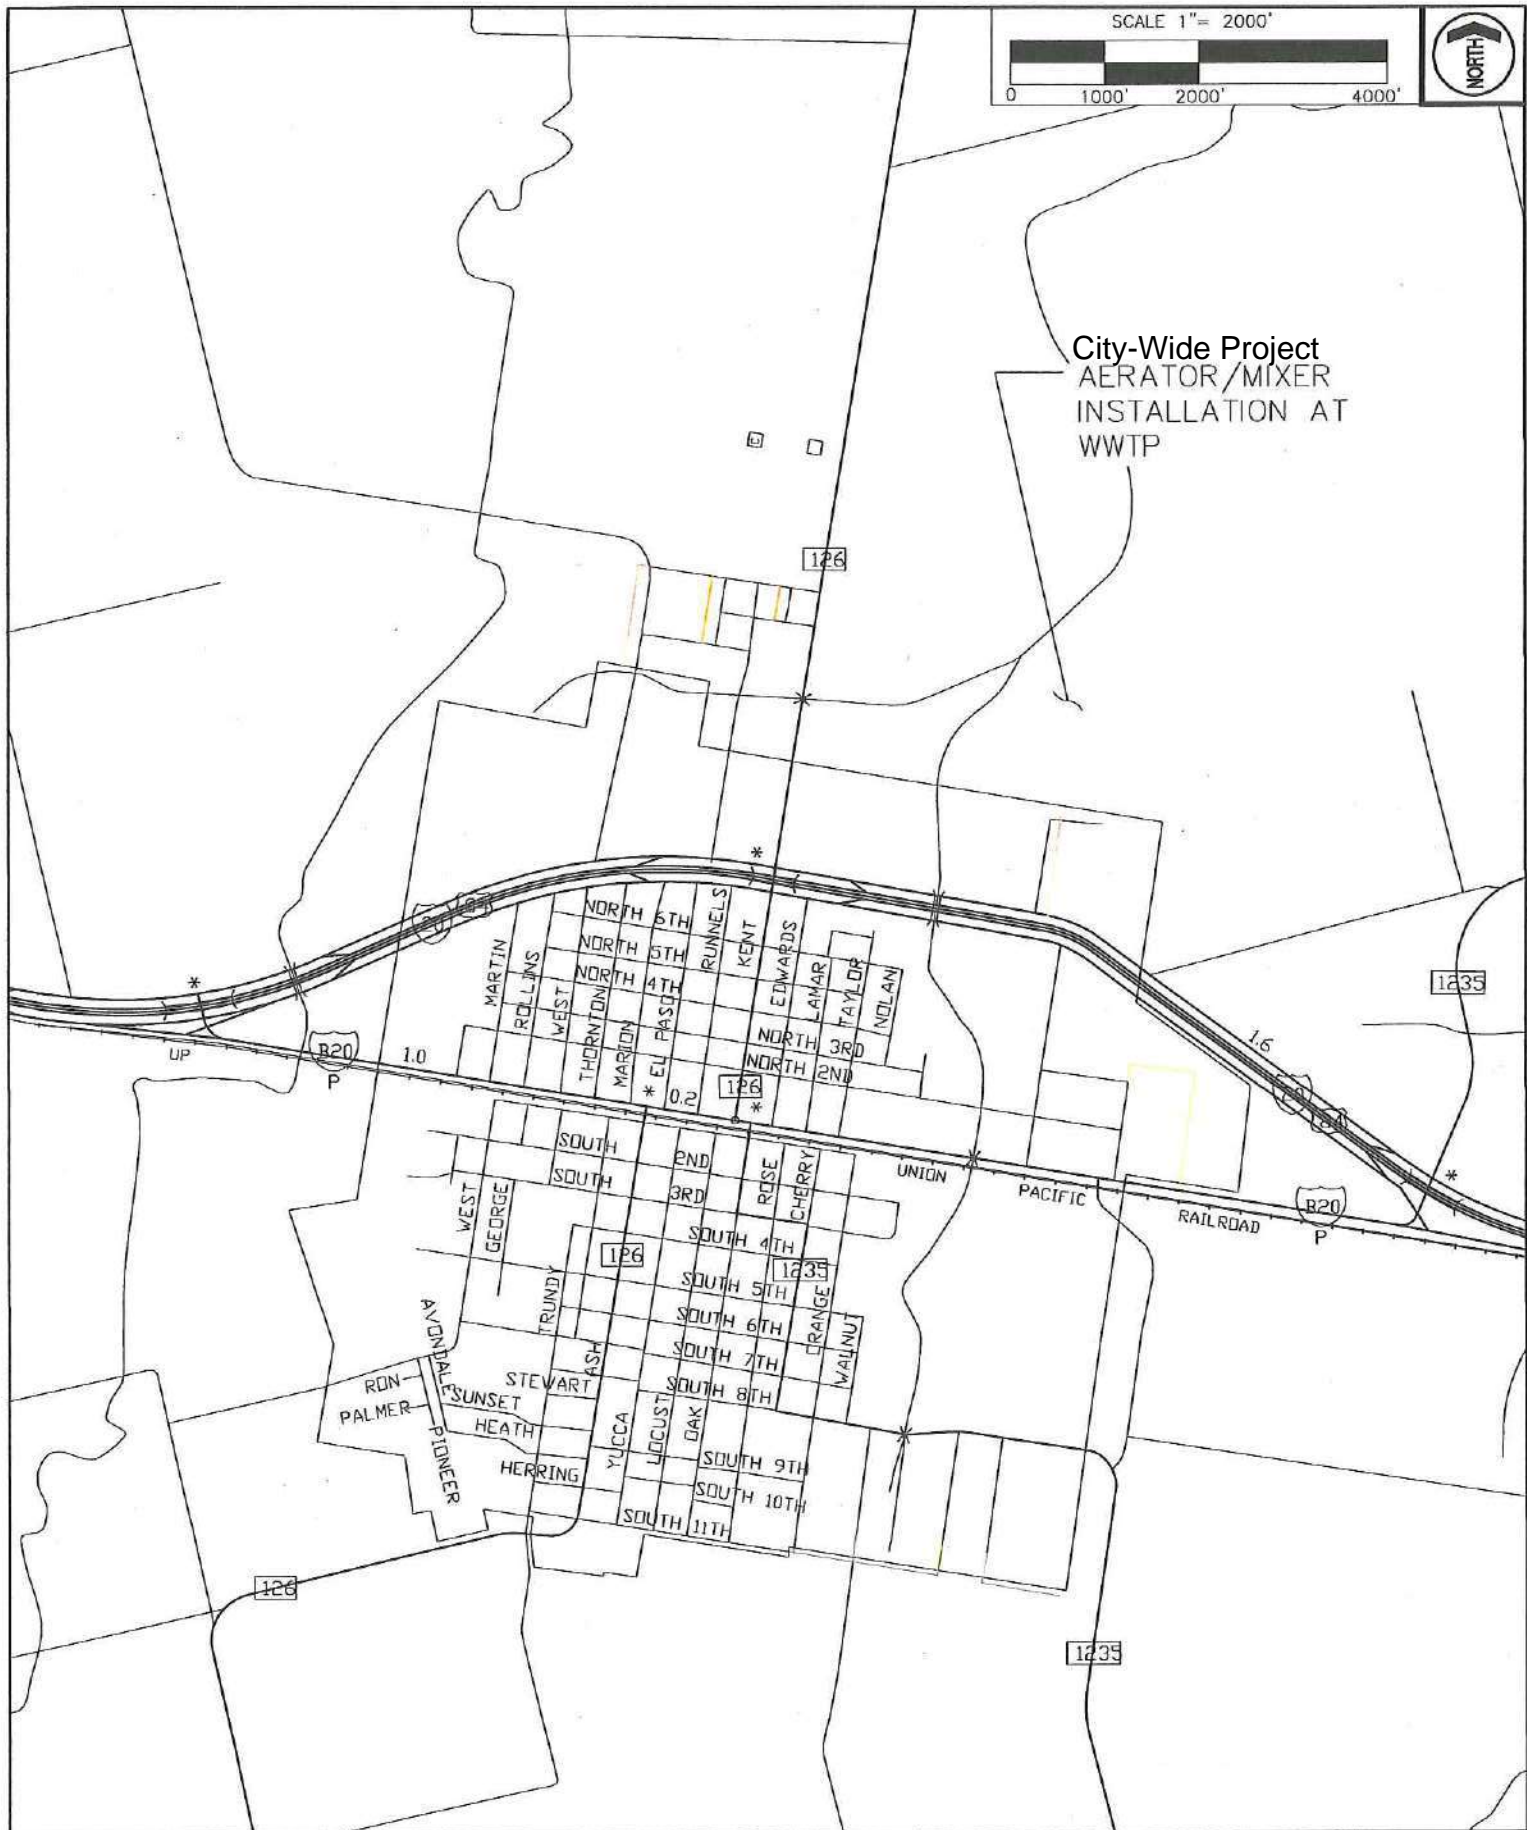 SCALE 1"= 2000'
0 1000' 2000' 4000'
NORTH
City-Wide Project
AERATOR/MIXER
INSTALLATION AT
WWTP
126
*
20 84
NORTH 6TH
NORTH 5TH
NORTH 4TH
NORTH 3RD
NORTH 2ND
MARTIN
ROLLINS
WEST
THORNTON
MARION
EL PASO
RUNNELS
KENT
EDWARDS
LAMAR
TAYLOR
NOLAN
1235
*
UP
B20
P
1.0
*
0.2
126
*
1.6
20
84
*
UNION
PACIFIC
RAILROAD
B20
P
SOUTH 2ND
SOUTH 3RD
SOUTH 4TH
SOUTH 5TH
SOUTH 6TH
SOUTH 7TH
SOUTH 8TH
SOUTH 9TH
SOUTH 10TH
SOUTH 11TH
WEST
GEORGE
ROSE
CHERRY
126
1235
TRUNDY
ASH
ORANGE
WALNUT
AVONDALE
RON
PALMER
PIONEER
STEWART
SUNSET
HEATH
HERRING
YUCCA
LOCUST
OAK
126
1235